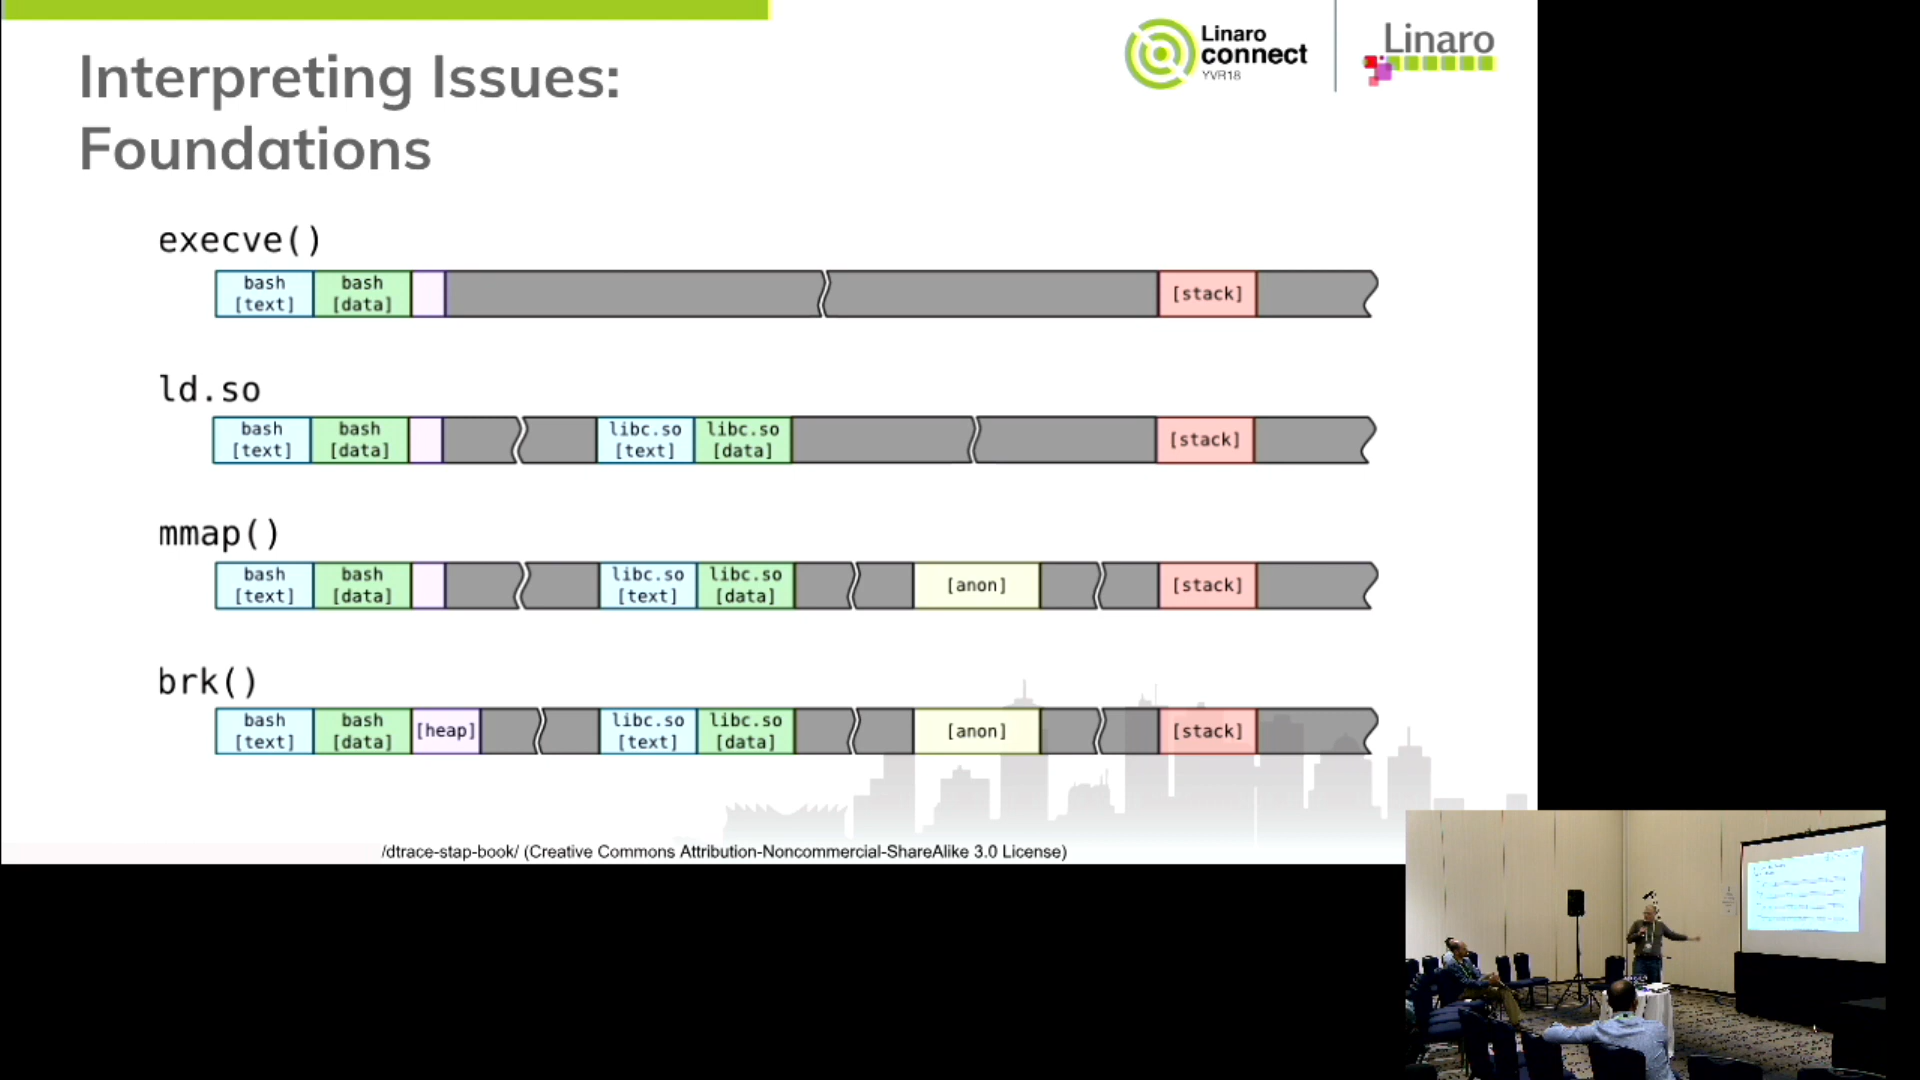 Interpreting Issues:
Foundations
Linaro
connect
YVR18
Linaro
execve()
bash
[text]
bash
[data]
[stack]
ld.so
bash
[text]
bash
[data]
libc.so
[text]
libc.so
[data]
[stack]
mmap()
bash
[text]
bash
[data]
libc.so
[text]
libc.so
[data]
[anon]
[stack]
brk()
bash
[text]
bash
[data]
[heap]
libc.so
[text]
libc.so
[data]
[anon]
[stack]
/dtrace-stap-book/ (Creative Commons Attribution-Noncommercial-ShareAlike 3.0 License)